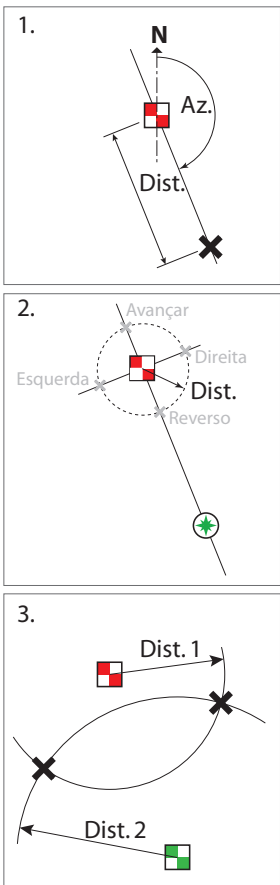 1.
N
Az.
Dist.
2.
Avançar
Direita
Esquerda
Dist.
Reverso
3.
Dist. 1
Dist. 2